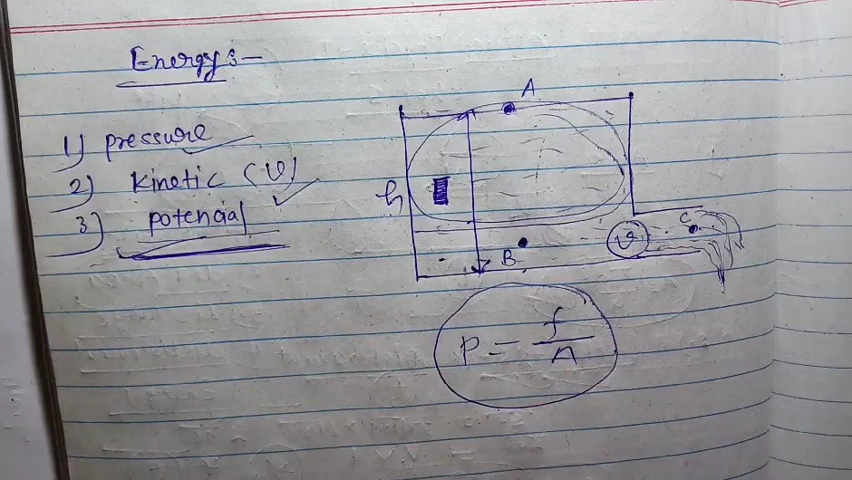 Energy :-
1) pressure
2) kinetic (v)
3) potencial
A
h
B
v
C
P = f/A